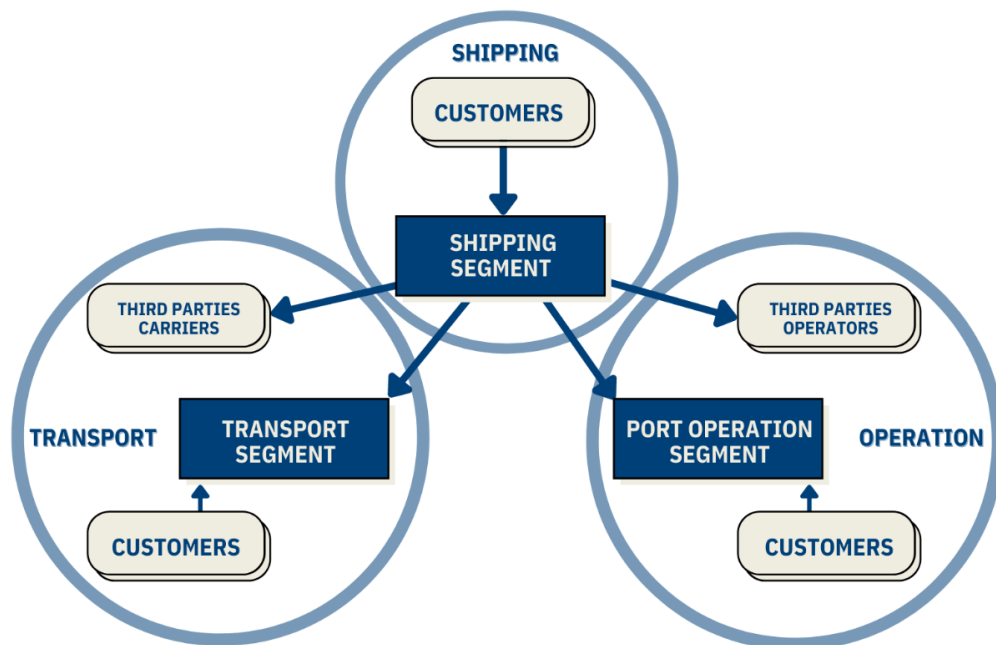 SHIPPING
CUSTOMERS
SHIPPING
SEGMENT
THIRD PARTIES
CARRIERS
THIRD PARTIES
OPERATORS
TRANSPORT
TRANSPORT
SEGMENT
PORT OPERATION
SEGMENT
OPERATION
CUSTOMERS
CUSTOMERS